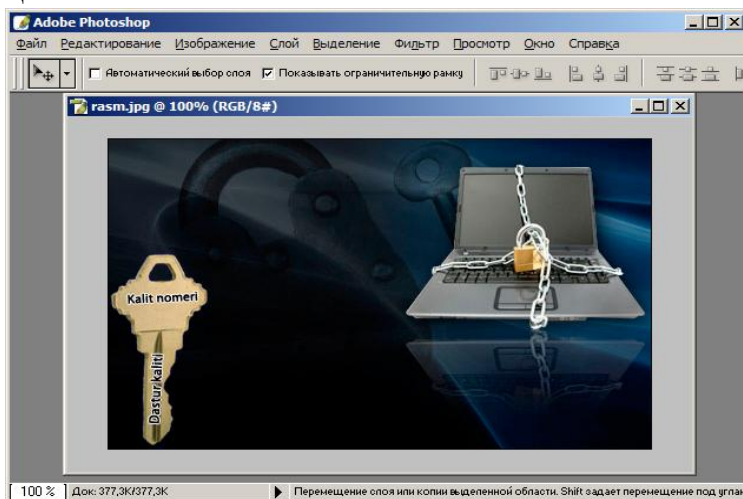 Adobe Photoshop
Файл Редактирование Изображение Слой Выделение Фильтр Просмотр Окно Справка
Автоматический выбор слоя Показывать ограничительную рамку
rasm.jpg @ 100% (RGB/8#)
Kalit nomeri
Dastur kaliti
100 % Док: 377,3K/377,3K Перемещение слоя или копии выделенной области. Shift задает перемещение под углам